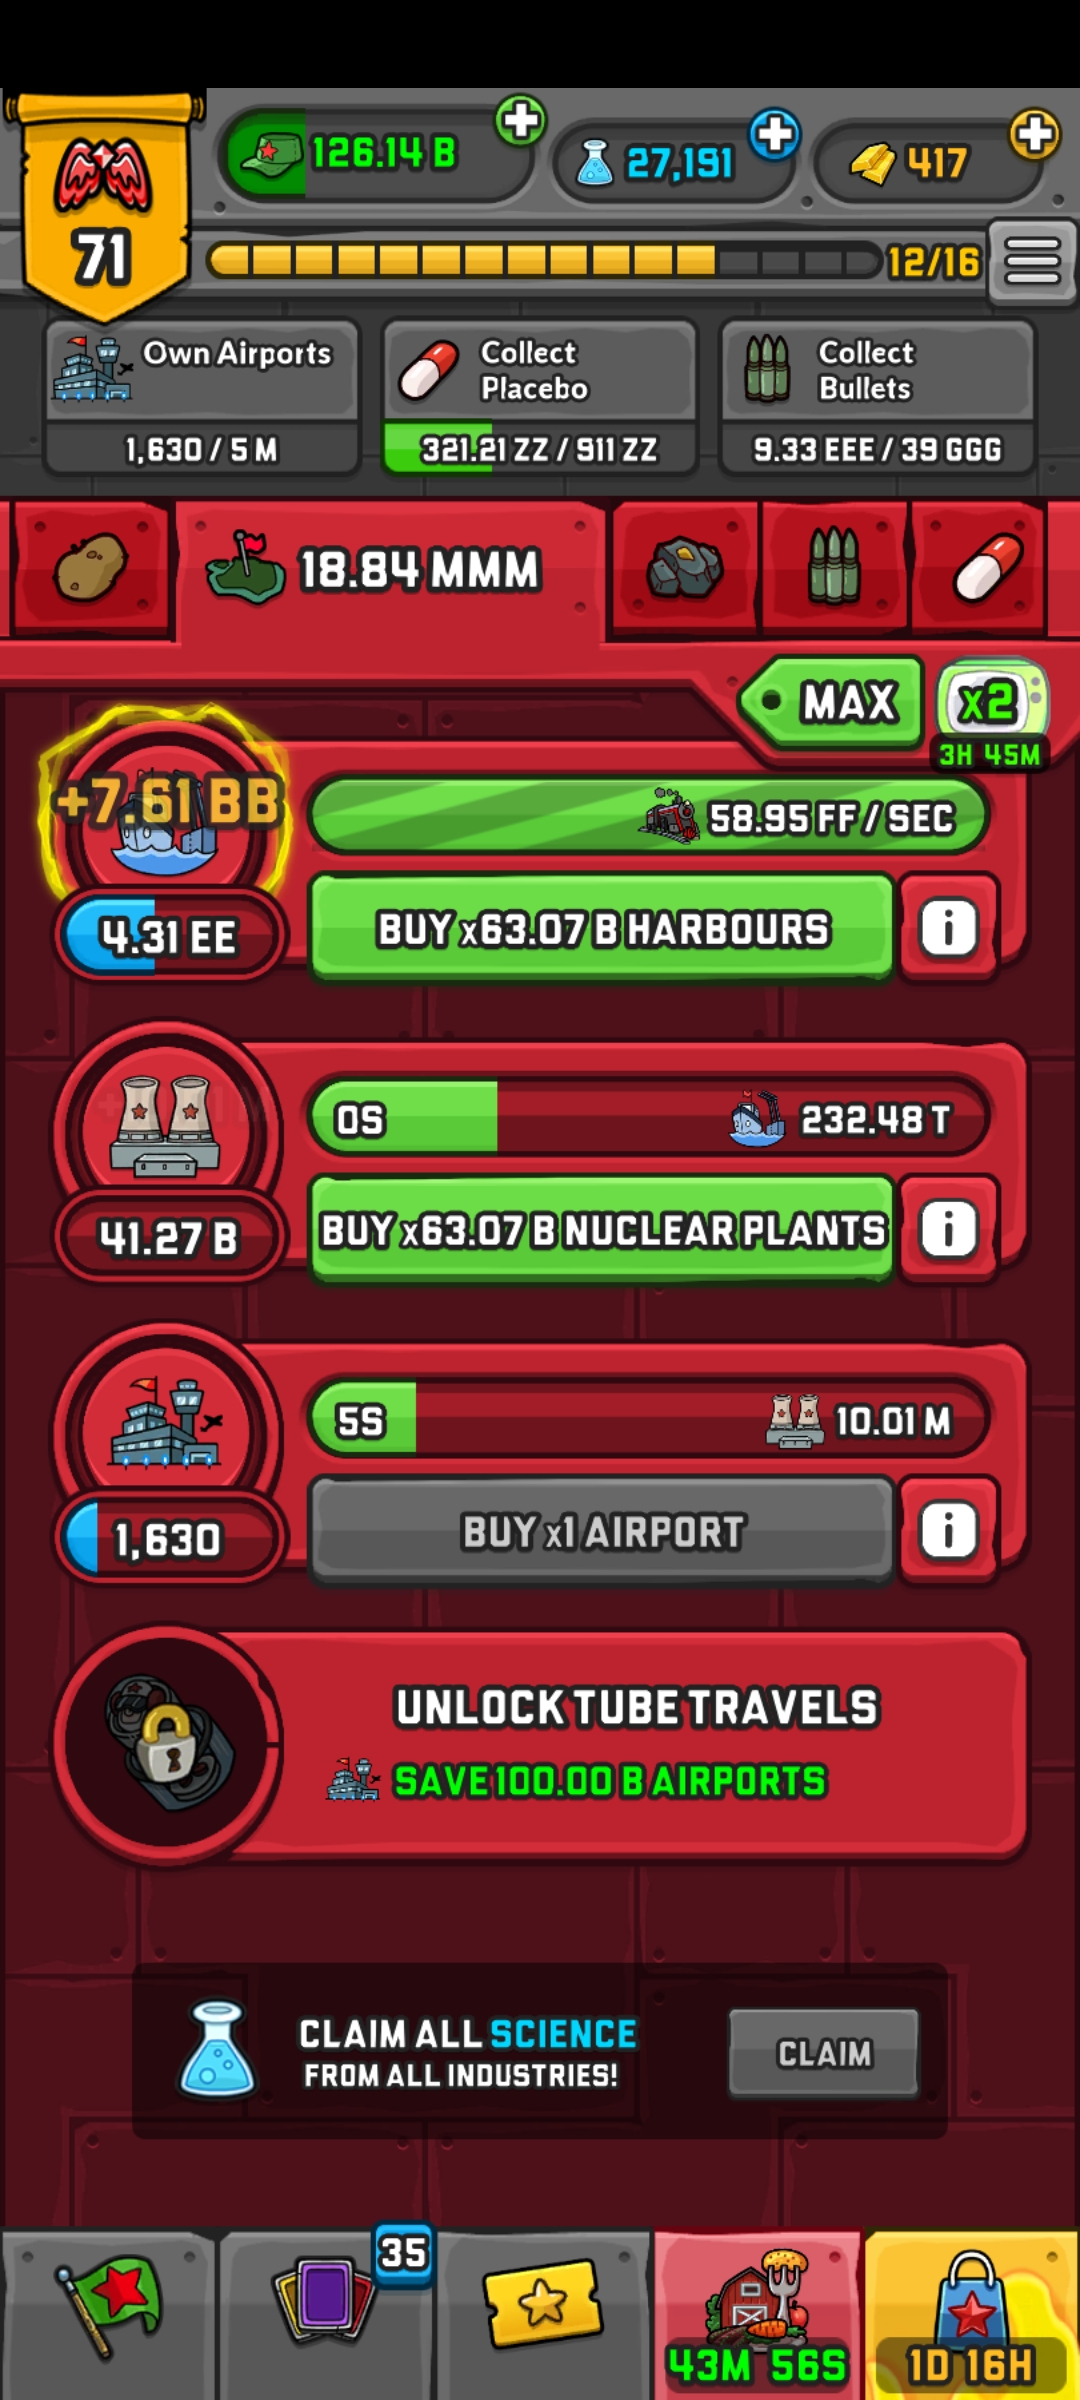 126.14 B
27,191
417
71
12/16
Own Airports
1,630 / 5 M
Collect
Placebo
321.21 ZZ / 911 ZZ
Collect
Bullets
9.33 EEE / 39 GGG
18.84 MMM
MAX
x2
3H 45M
+7.61 BB
58.95 FF / SEC
4.31 EE
BUY x63.07 B HARBOURS
i
0S
232.48 T
41.27 B
BUY x63.07 B NUCLEAR PLANTS
i
5S
10.01 M
1,630
BUY x1 AIRPORT
i
UNLOCK TUBE TRAVELS
SAVE 100.00 B AIRPORTS
CLAIM ALL SCIENCE
FROM ALL INDUSTRIES!
CLAIM
35
43M 56S
1D 16H